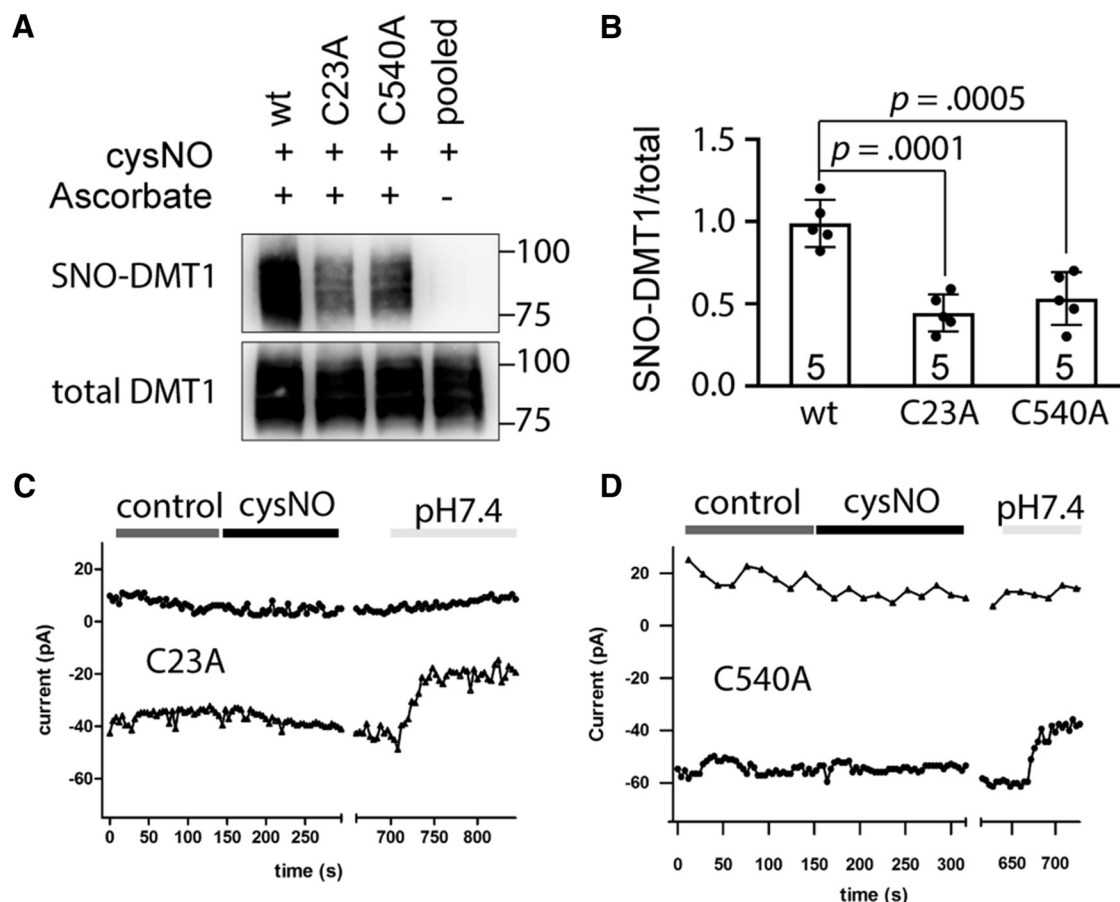 A
wt
C23A
C540A
pooled
cysNO + + + +
Ascorbate + + + -
SNO-DMT1
100
75
total DMT1
100
75
B
p = .0005
p = .0001
SNO-DMT1/total
1.5
1.0
0.5
0.0
5 5 5
wt C23A C540A
C
control cysNO pH7.4
current (pA)
20
0
-20
-40
-60
C23A
0 50 100 150 200 250 700 750 800
time (s)
D
control cysNO pH7.4
Current (pA)
20
0
-20
-40
-60
C540A
0 50 100 150 200 250 300 650 700
time (s)